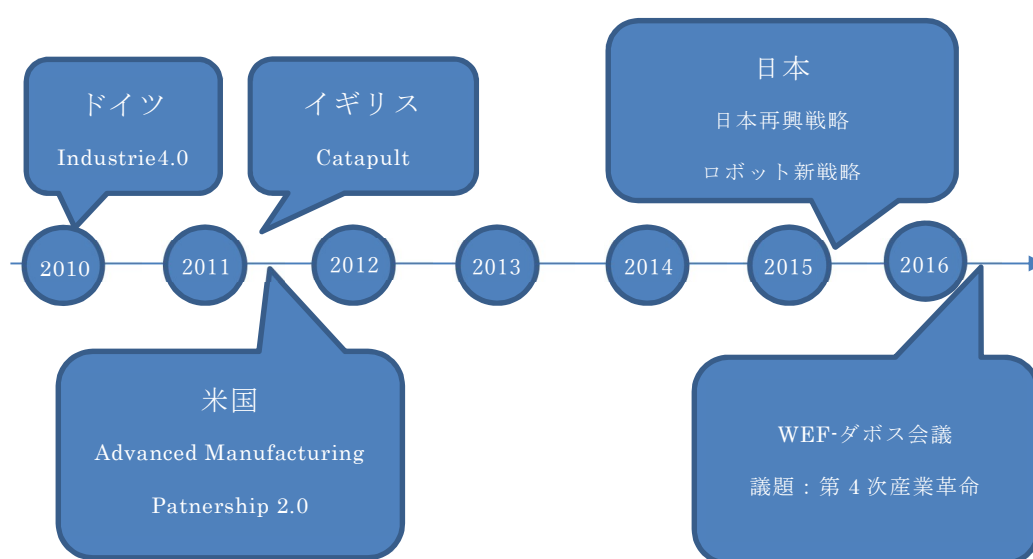 ドイツ
Industrie4.0
イギリス
Catapult
日本
日本再興戦略
ロボット新戦略
2010
2011
2012
2013
2014
2015
2016
米国
Advanced Manufacturing
Patnership 2.0
WEF-ダボス会議
議題：第 4 次産業革命